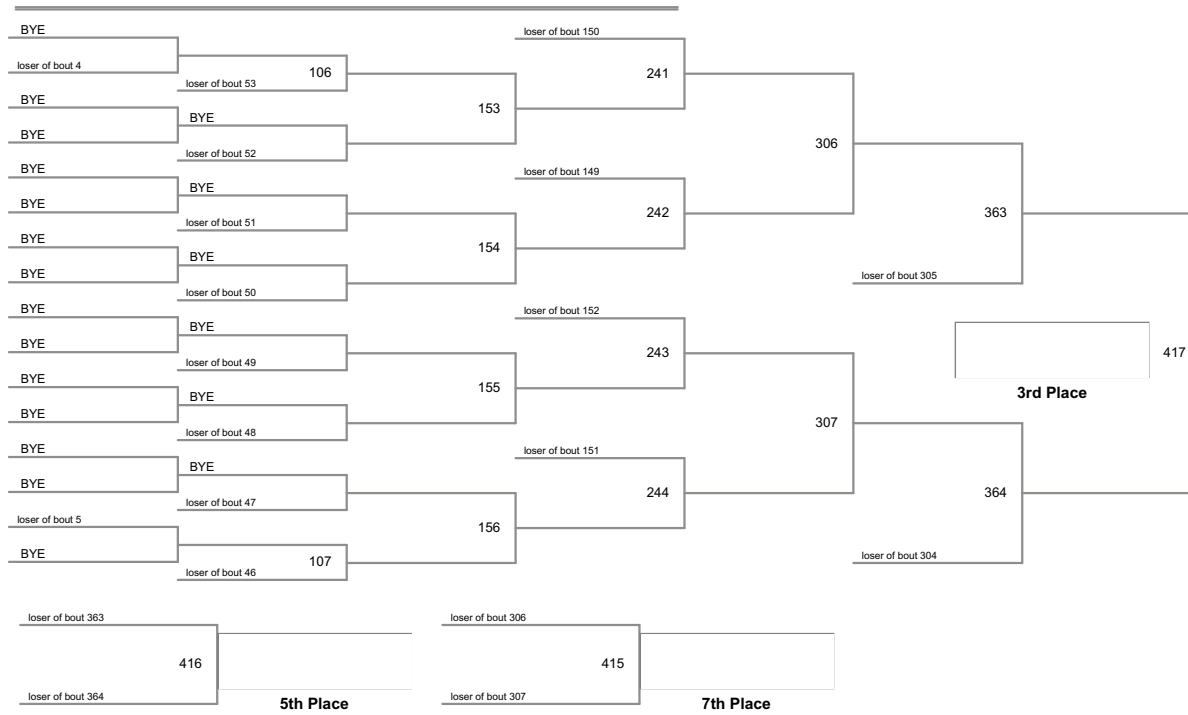 BYE
loser of bout 4
BYE
BYE
BYE
BYE
BYE
BYE
BYE
BYE
BYE
BYE
BYE
BYE
loser of bout 5
BYE
loser of bout 53
106
BYE
loser of bout 52
BYE
loser of bout 51
BYE
loser of bout 50
BYE
loser of bout 49
BYE
loser of bout 48
BYE
loser of bout 47
loser of bout 46
107
153
154
155
156
loser of bout 150
241
loser of bout 149
242
loser of bout 152
243
loser of bout 151
244
306
307
loser of bout 305
363
loser of bout 304
364
417
3rd Place
loser of bout 363
416
loser of bout 364
5th Place
loser of bout 306
415
loser of bout 307
7th Place